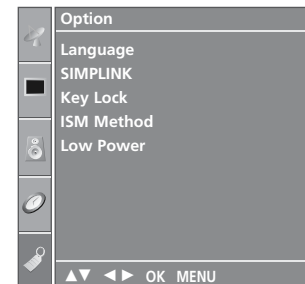 Option
Language
SIMPLINK
Key Lock
ISM Method
Low Power
▲▼ ◄► OK MENU